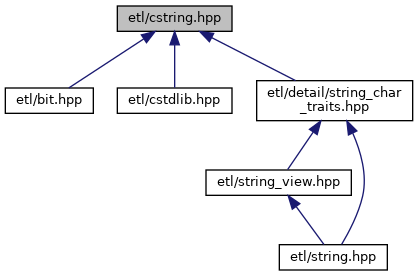 etl/cstring.hpp
etl/bit.hpp
etl/cstdlib.hpp
etl/detail/string_char
_traits.hpp
etl/string_view.hpp
etl/string.hpp